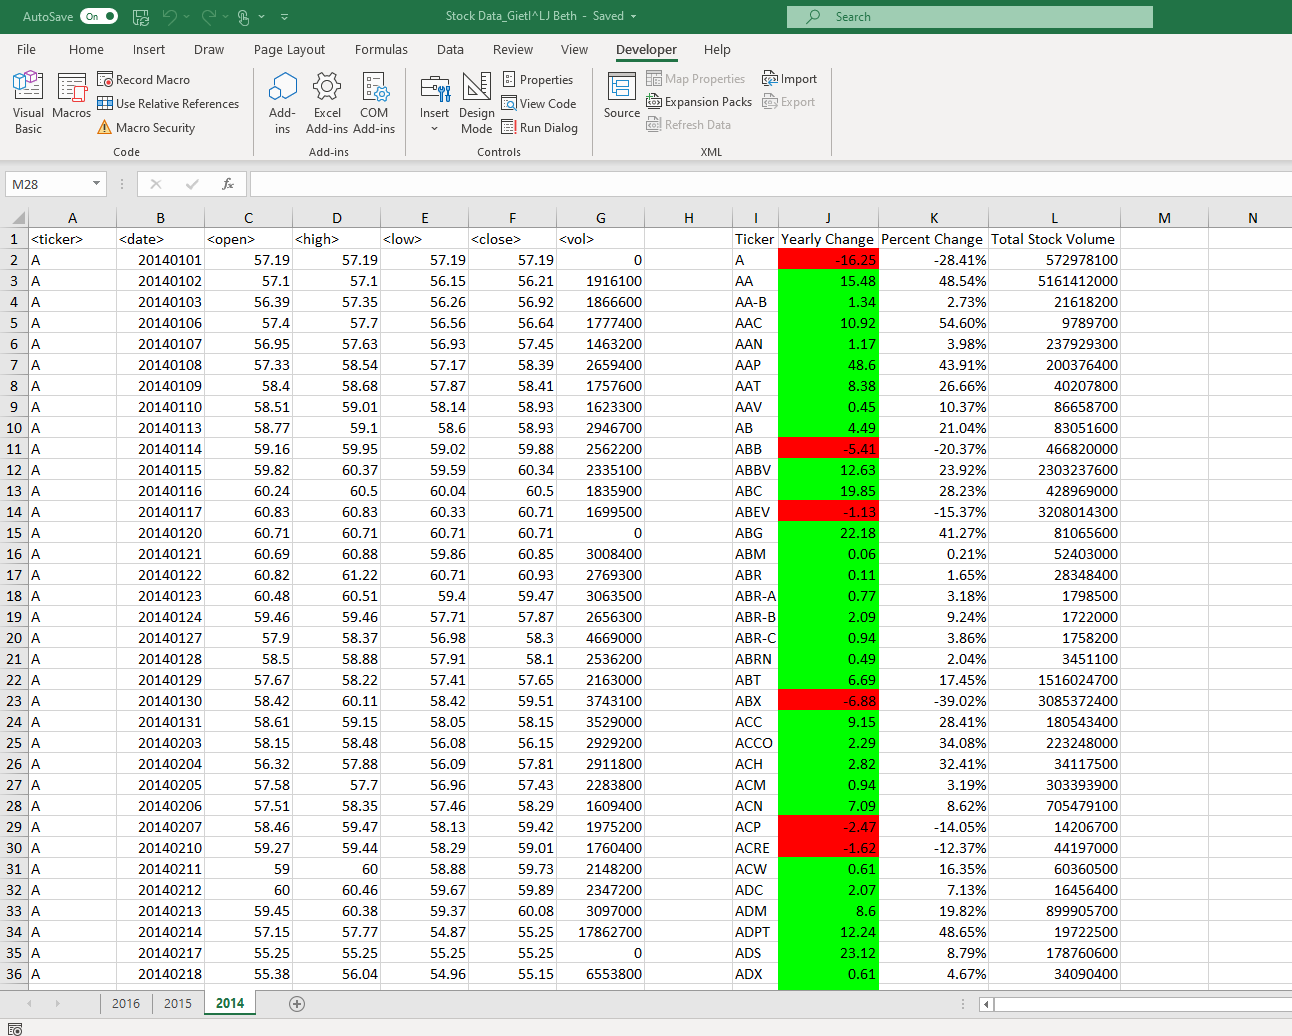 AutoSave On Stock Data_Gietl^LJ Beth - Saved Search
File Home Insert Draw Page Layout Formulas Data Review View Developer Help
Visual Basic Macros Record Macro Use Relative References Macro Security
Add-ins Excel Add-ins COM Add-ins
Insert Design Mode Properties View Code Run Dialog
Source Map Properties Expansion Packs Refresh Data Import Export
Code Add-ins Controls XML
M28 fx
A B C D E F G H I J K L M N
1 <ticker> <date> <open> <high> <low> <close> <vol> Ticker Yearly Change Percent Change Total Stock Volume
2 A 20140101 57.19 57.19 57.19 57.19 0 A -16.25 -28.41% 572978100
3 A 20140102 57.1 57.1 56.15 56.21 1916100 AA 15.48 48.54% 5161412000
4 A 20140103 56.39 57.35 56.26 56.92 1866600 AA-B 1.34 2.73% 21618200
5 A 20140106 57.4 57.7 56.56 56.64 1777400 AAC 10.92 54.60% 9789700
6 A 20140107 56.95 57.63 56.93 57.45 1463200 AAN 1.17 3.98% 237929300
7 A 20140108 57.33 58.54 57.17 58.39 2659400 AAP 48.6 43.91% 200376400
8 A 20140109 58.4 58.68 57.87 58.41 1757600 AAT 8.38 26.66% 40207800
9 A 20140110 58.51 59.01 58.14 58.93 1623300 AAV 0.45 10.37% 86658700
10 A 20140113 58.77 59.1 58.6 58.93 2946700 AB 4.49 21.04% 83051600
11 A 20140114 59.16 59.95 59.02 59.88 2562200 ABB -5.41 -20.37% 466820000
12 A 20140115 59.82 60.37 59.59 60.34 2335100 ABBV 12.63 23.92% 2303237600
13 A 20140116 60.24 60.5 60.04 60.5 1835900 ABC 19.85 28.23% 428969000
14 A 20140117 60.83 60.83 60.33 60.71 1699500 ABEV -1.13 -15.37% 3208014300
15 A 20140120 60.71 60.71 60.71 60.71 0 ABG 22.18 41.27% 81065600
16 A 20140121 60.69 60.88 59.86 60.85 3008400 ABM 0.06 0.21% 52403000
17 A 20140122 60.82 61.22 60.71 60.93 2769300 ABR 0.11 1.65% 28348400
18 A 20140123 60.48 60.51 59.4 59.47 3063500 ABR-A 0.77 3.18% 1798500
19 A 20140124 59.46 59.46 57.71 57.87 2656300 ABR-B 2.09 9.24% 1722000
20 A 20140127 57.9 58.37 56.98 58.3 4669000 ABR-C 0.94 3.86% 1758200
21 A 20140128 58.5 58.88 57.91 58.1 2536200 ABRN 0.49 2.04% 3451100
22 A 20140129 57.67 58.22 57.41 57.65 2163000 ABT 6.69 17.45% 1516024700
23 A 20140130 58.42 60.11 58.42 59.51 3743100 ABX -6.88 -39.02% 3085372400
24 A 20140131 58.61 59.15 58.05 58.15 3529000 ACC 9.15 28.41% 180543400
25 A 20140203 58.15 58.48 56.08 56.15 2929200 ACCO 2.29 34.08% 223248000
26 A 20140204 56.32 57.88 56.09 57.81 2911800 ACH 2.82 32.41% 34117500
27 A 20140205 57.58 57.7 56.96 57.43 2283800 ACM 0.94 3.19% 303393900
28 A 20140206 57.51 58.35 57.46 58.29 1609400 ACN 7.09 8.62% 705479100
29 A 20140207 58.46 59.47 58.13 59.42 1975200 ACP -2.47 -14.05% 14206700
30 A 20140210 59.27 59.44 58.29 59.01 1760400 ACRE -1.62 -12.37% 44197000
31 A 20140211 59 60 58.88 59.73 2148200 ACW 0.61 16.35% 60360500
32 A 20140212 60 60.46 59.67 59.89 2347200 ADC 2.07 7.13% 16456400
33 A 20140213 59.45 60.38 59.37 60.08 3097000 ADM 8.6 19.82% 899905700
34 A 20140214 57.15 57.77 54.87 55.25 17862700 ADPT 12.24 48.65% 19722500
35 A 20140217 55.25 55.25 55.25 55.25 0 ADS 23.12 8.79% 178760600
36 A 20140218 55.38 56.04 54.96 55.15 6553800 ADX 0.61 4.67% 34090400
2016 2015 2014